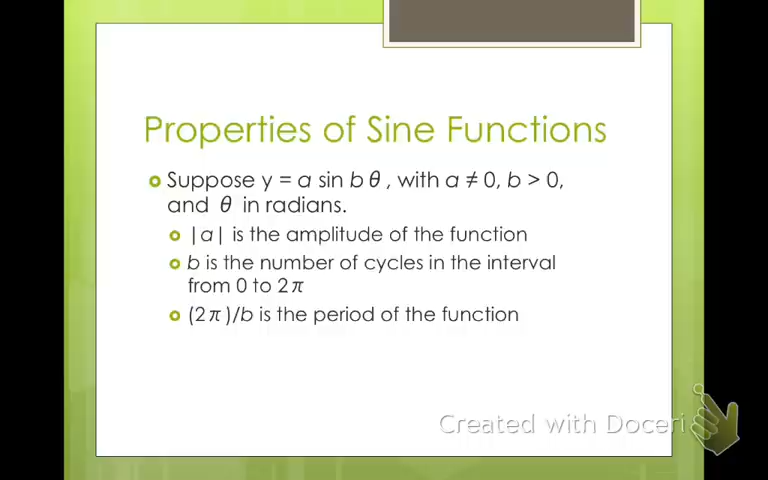 Properties of Sine Functions
Suppose y = a sin b θ , with a ≠ 0, b > 0,
and θ in radians.
|a| is the amplitude of the function
b is the number of cycles in the interval
from 0 to 2π
(2π)/b is the period of the function
Created with Doceri